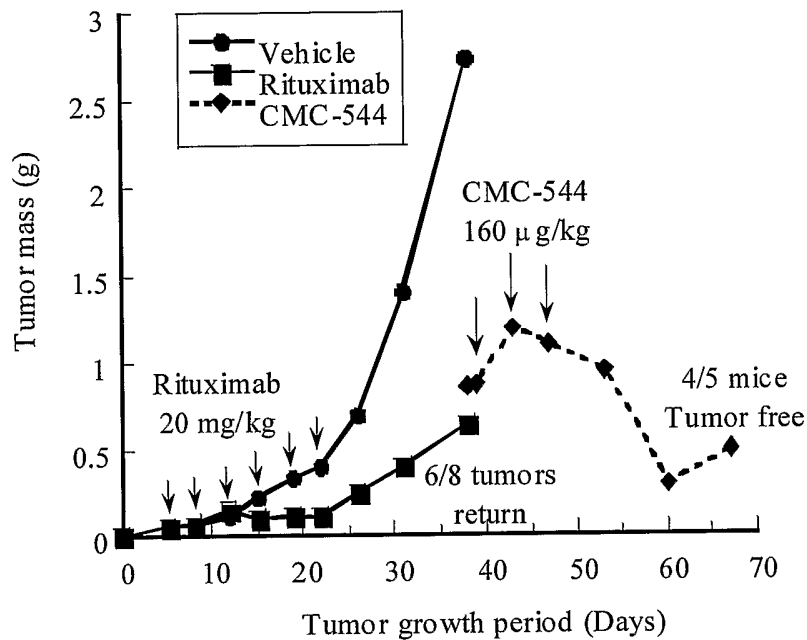 3
2.5
2
1.5
1
0.5
0
Tumor mass (g)
Vehicle
Rituximab
CMC-544
CMC-544
160 μg/kg
Rituximab
20 mg/kg
4/5 mice
Tumor free
6/8 tumors
return
0 10 20 30 40 50 60 70
Tumor growth period (Days)